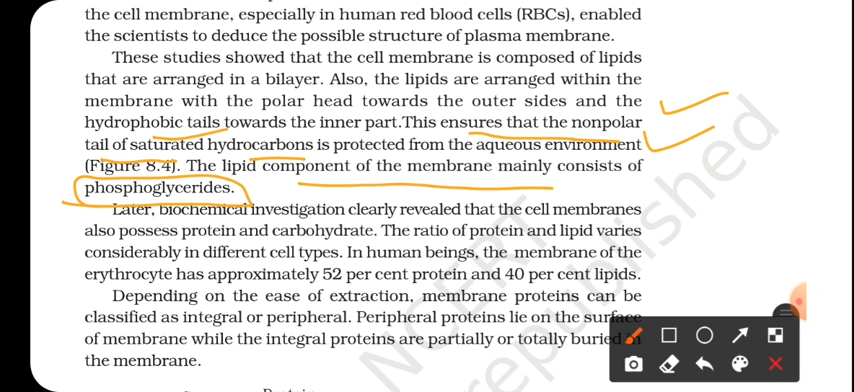 the cell membrane, especially in human red blood cells (RBCs), enabled
the scientists to deduce the possible structure of plasma membrane.
These studies showed that the cell membrane is composed of lipids
that are arranged in a bilayer. Also, the lipids are arranged within the
membrane with the polar head towards the outer sides and the
hydrophobic tails towards the inner part.This ensures that the nonpolar
tail of saturated hydrocarbons is protected from the aqueous environment
(Figure 8.4). The lipid component of the membrane mainly consists of
phosphoglycerides.
Later, biochemical investigation clearly revealed that the cell membranes
also possess protein and carbohydrate. The ratio of protein and lipid varies
considerably in different cell types. In human beings, the membrane of the
erythrocyte has approximately 52 per cent protein and 40 per cent lipids.
Depending on the ease of extraction, membrane proteins can be
classified as integral or peripheral. Peripheral proteins lie on the surface
of membrane while the integral proteins are partially or totally buried in
the membrane.
Protein
NCERT
republished